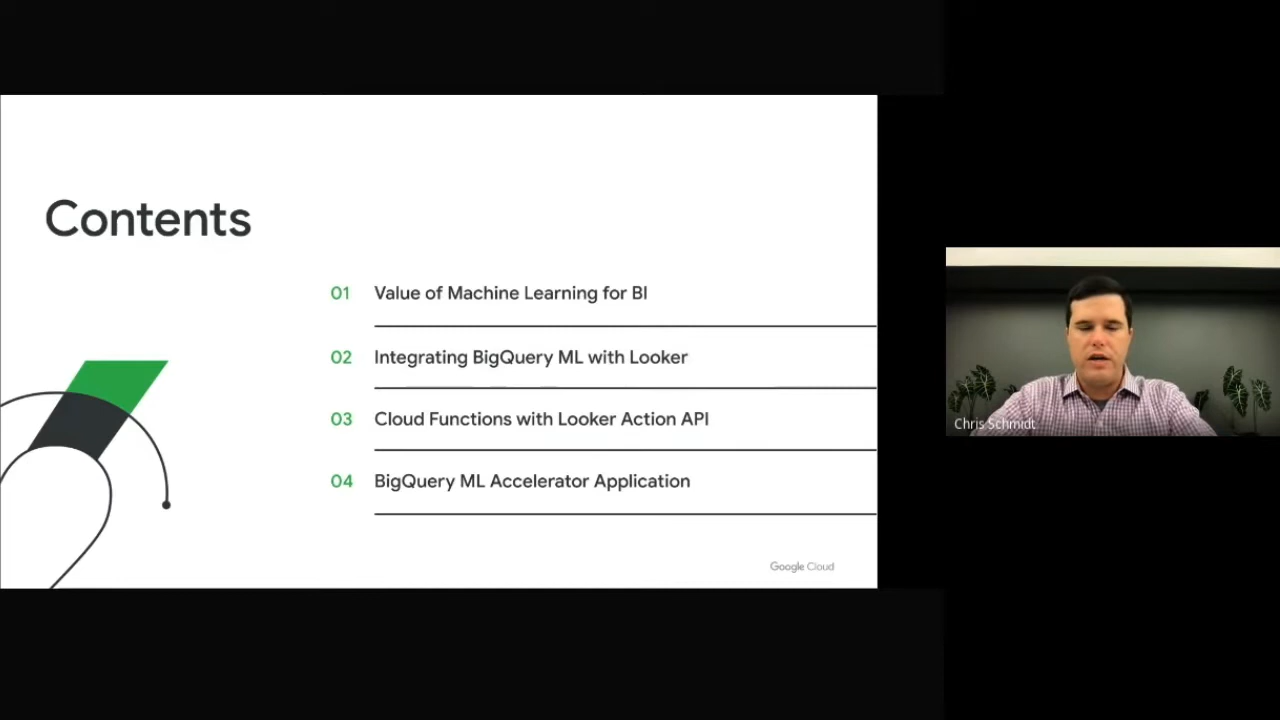 Contents
01 Value of Machine Learning for BI
02 Integrating BigQuery ML with Looker
03 Cloud Functions with Looker Action API
04 BigQuery ML Accelerator Application
Google Cloud
Chris Schmidt